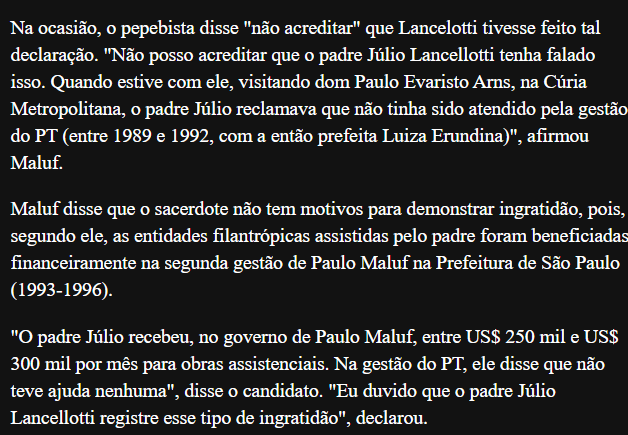 Na ocasião, o pepebista disse "não acreditar" que Lancelotti tivesse feito tal
declaração. "Não posso acreditar que o padre Júlio Lancellotti tenha falado
isso. Quando estive com ele, visitando dom Paulo Evaristo Arns, na Cúria
Metropolitana, o padre Júlio reclamava que não tinha sido atendido pela gestão
do PT (entre 1989 e 1992, com a então prefeita Luiza Erundina)", afirmou
Maluf.
Maluf disse que o sacerdote não tem motivos para demonstrar ingratidão, pois,
segundo ele, as entidades filantrópicas assistidas pelo padre foram beneficiadas
financeiramente na segunda gestão de Paulo Maluf na Prefeitura de São Paulo
(1993-1996).
"O padre Júlio recebeu, no governo de Paulo Maluf, entre US$ 250 mil e US$
300 mil por mês para obras assistenciais. Na gestão do PT, ele disse que não
teve ajuda nenhuma", disse o candidato. "Eu duvido que o padre Júlio
Lancellotti registre esse tipo de ingratidão", declarou.